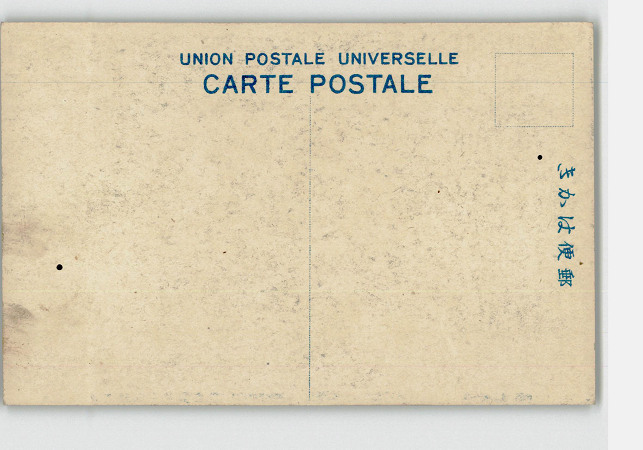 UNION POSTALE UNIVERSELLE
CARTE POSTALE
きかは便郵